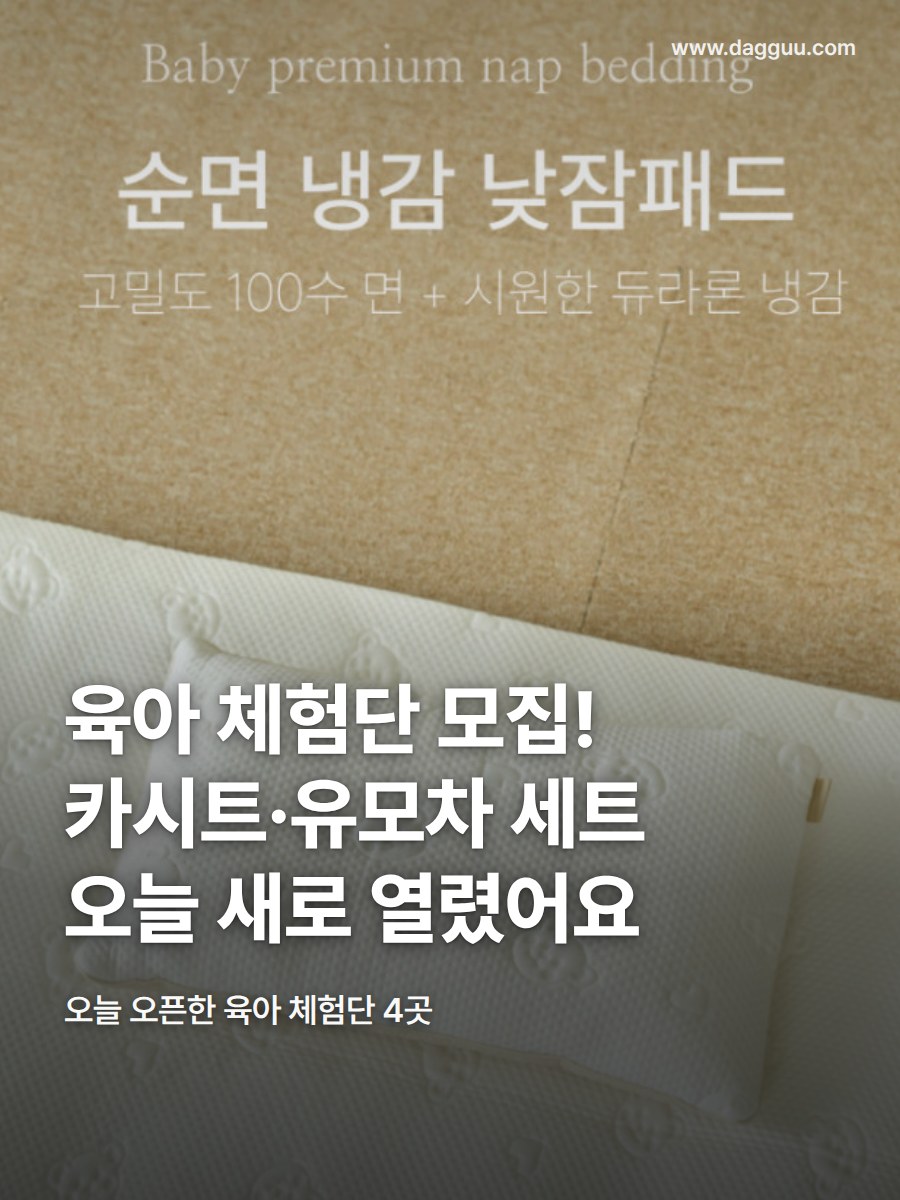 www.dagguu.com
Baby premium nap bedding
순면 냉감 낮잠패드
고밀도 100수 면 + 시원한 듀라론 냉감
육아 체험단 모집!
카시트·유모차 세트
오늘 새로 열렸어요
오늘 오픈한 육아 체험단 4곳